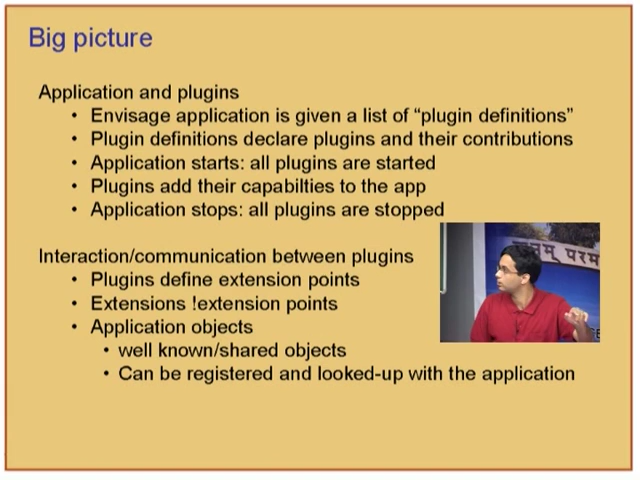 Big picture
Application and plugins
• Envisage application is given a list of “plugin definitions”
• Plugin definitions declare plugins and their contributions
• Application starts: all plugins are started
• Plugins add their capabilties to the app
• Application stops: all plugins are stopped
Interaction/communication between plugins
• Plugins define extension points
• Extensions !extension points
• Application objects
• well known/shared objects
• Can be registered and looked-up with the application
परम